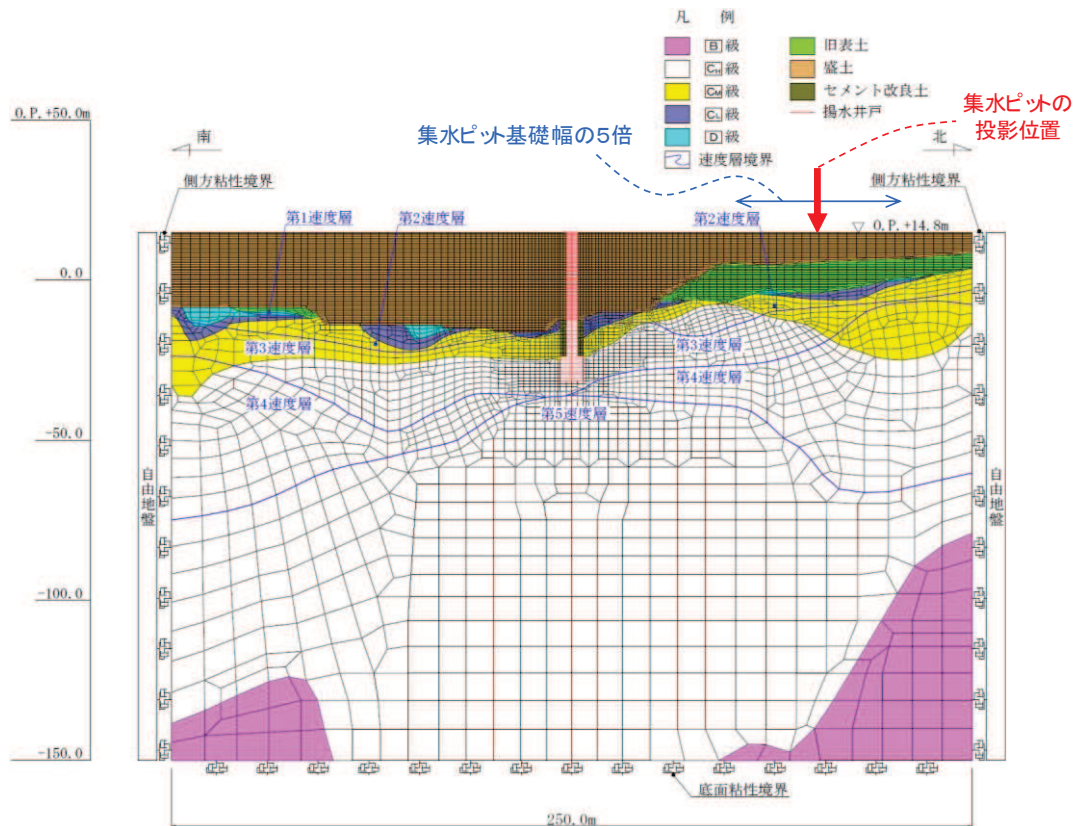 凡 例
B級
CH級
CM級
CL級
D級
速度層境界
旧表土
盛土
セメント改良土
揚水井戸
集水ピットの
投影位置
集水ピット基礎幅の5倍
O.P.+50.0m
南
北
側方粘性境界
側方粘性境界
第1速度層
第2速度層
第2速度層
O.P.+14.8m
0.0
第3速度層
第3速度層
第4速度層
第4速度層
第5速度層
-50.0
自由地盤
自由地盤
-100.0
-150.0
底面粘性境界
250.0m